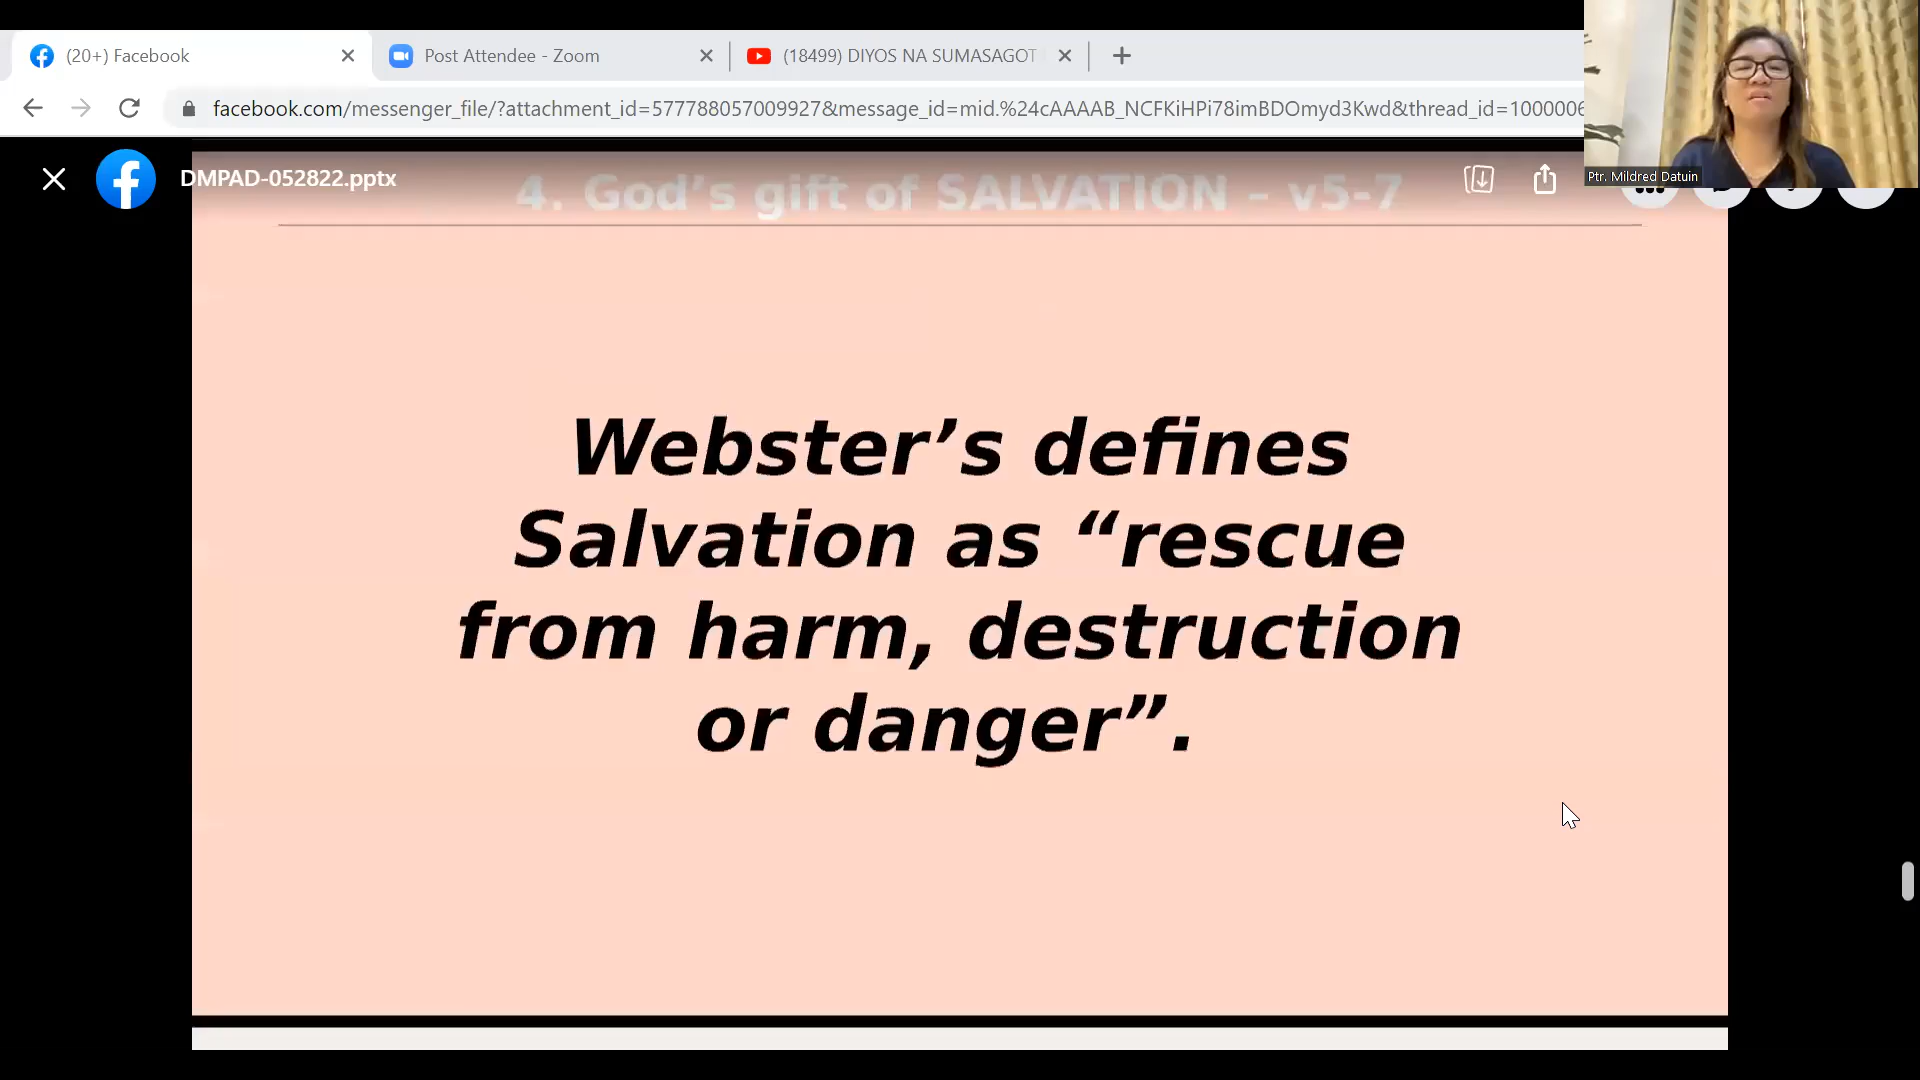 (20+) Facebook
Post Attendee - Zoom
(18499) DIYOS NA SUMASAGOT
facebook.com/messenger_file/?attachment_id=577788057009927&message_id=mid.%24cAAAAB_NCFKiHPi78imBDOmyd3Kwd&thread_id=1000006
Ptr. Mildred Datuin
DMPAD-052822.pptx
4. God’s gift of SALVATION – v5-7
Webster’s defines
Salvation as “rescue
from harm, destruction
or danger”.